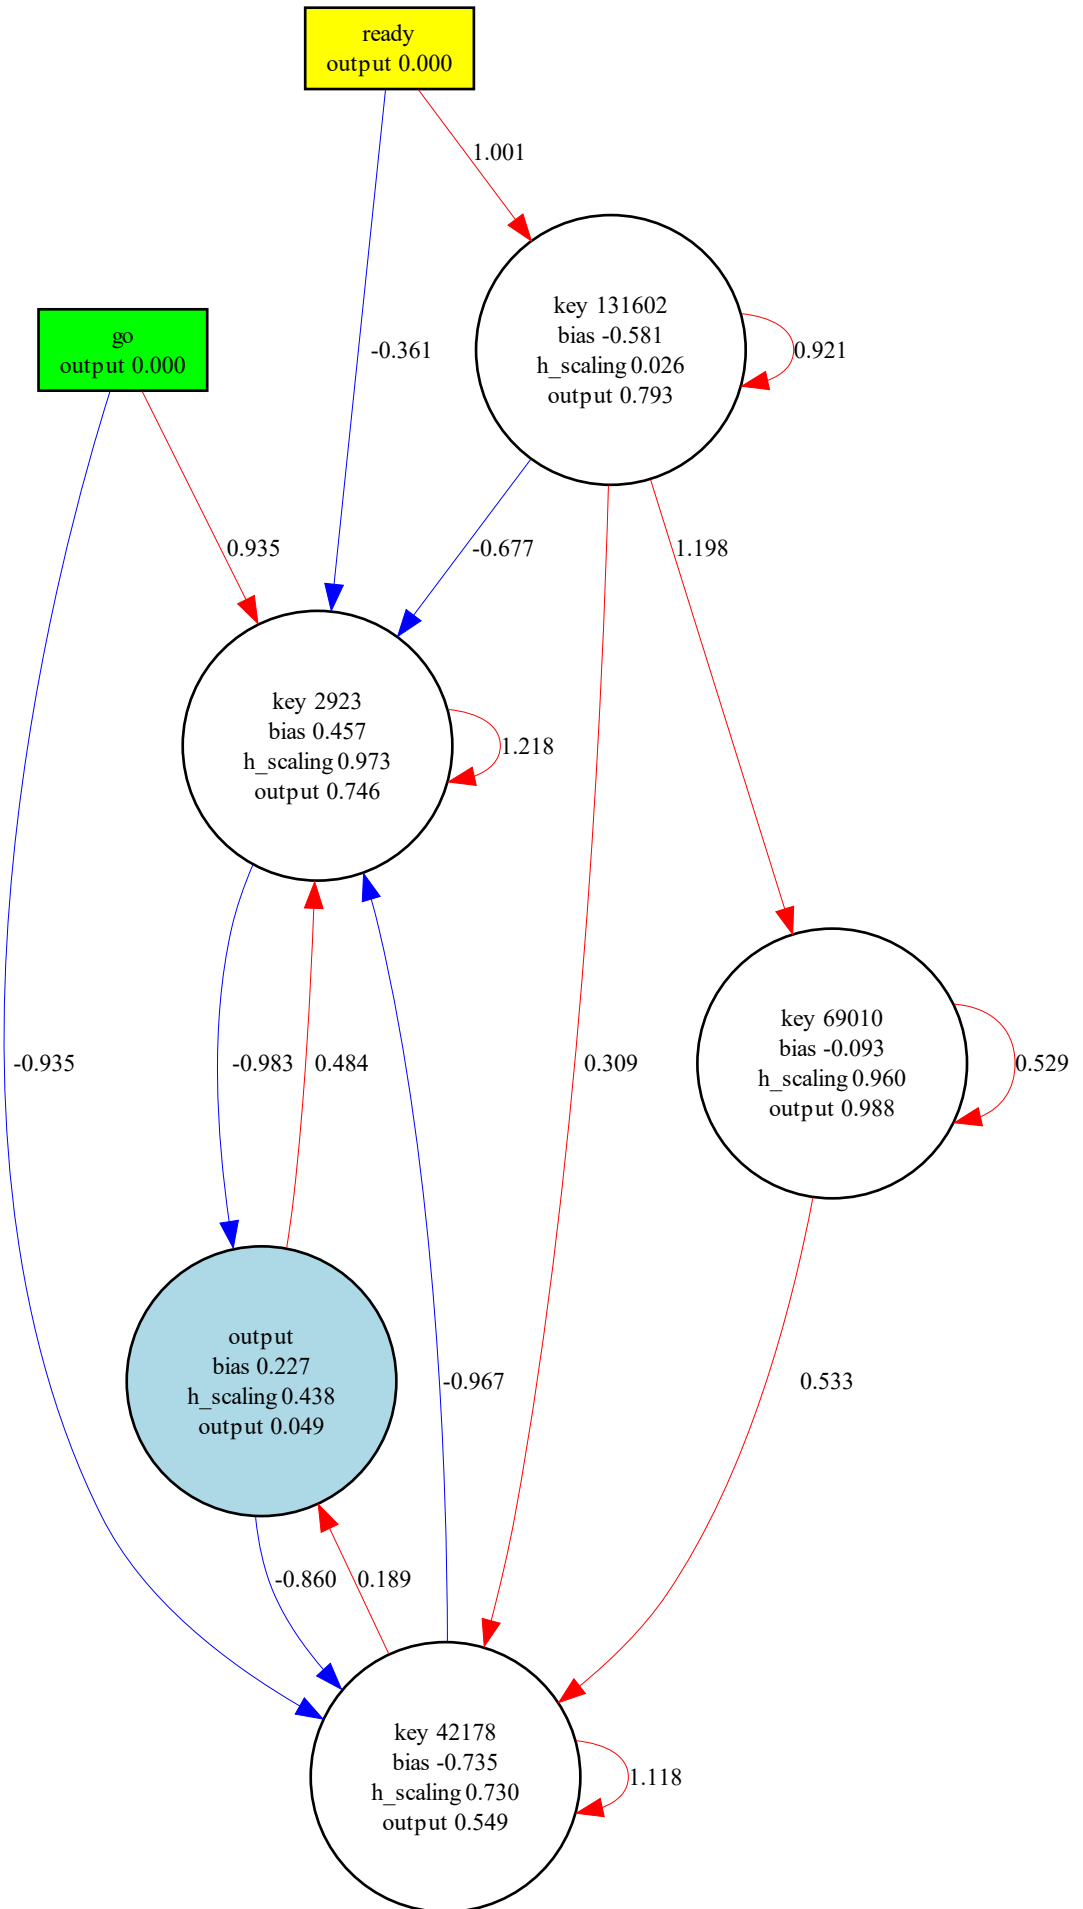 ready
output 0.000
1.001
key 131602
bias -0.581
h_scaling 0.026
output 0.793
0.921
go
output 0.000
-0.361
0.935
-0.677
1.198
key 2923
bias 0.457
h_scaling 0.973
output 0.746
1.218
key 69010
bias -0.093
h_scaling 0.960
output 0.988
0.529
-0.935
-0.983
0.484
0.309
output
bias 0.227
h_scaling 0.438
output 0.049
-0.967
0.533
-0.860
0.189
key 42178
bias -0.735
h_scaling 0.730
output 0.549
1.118